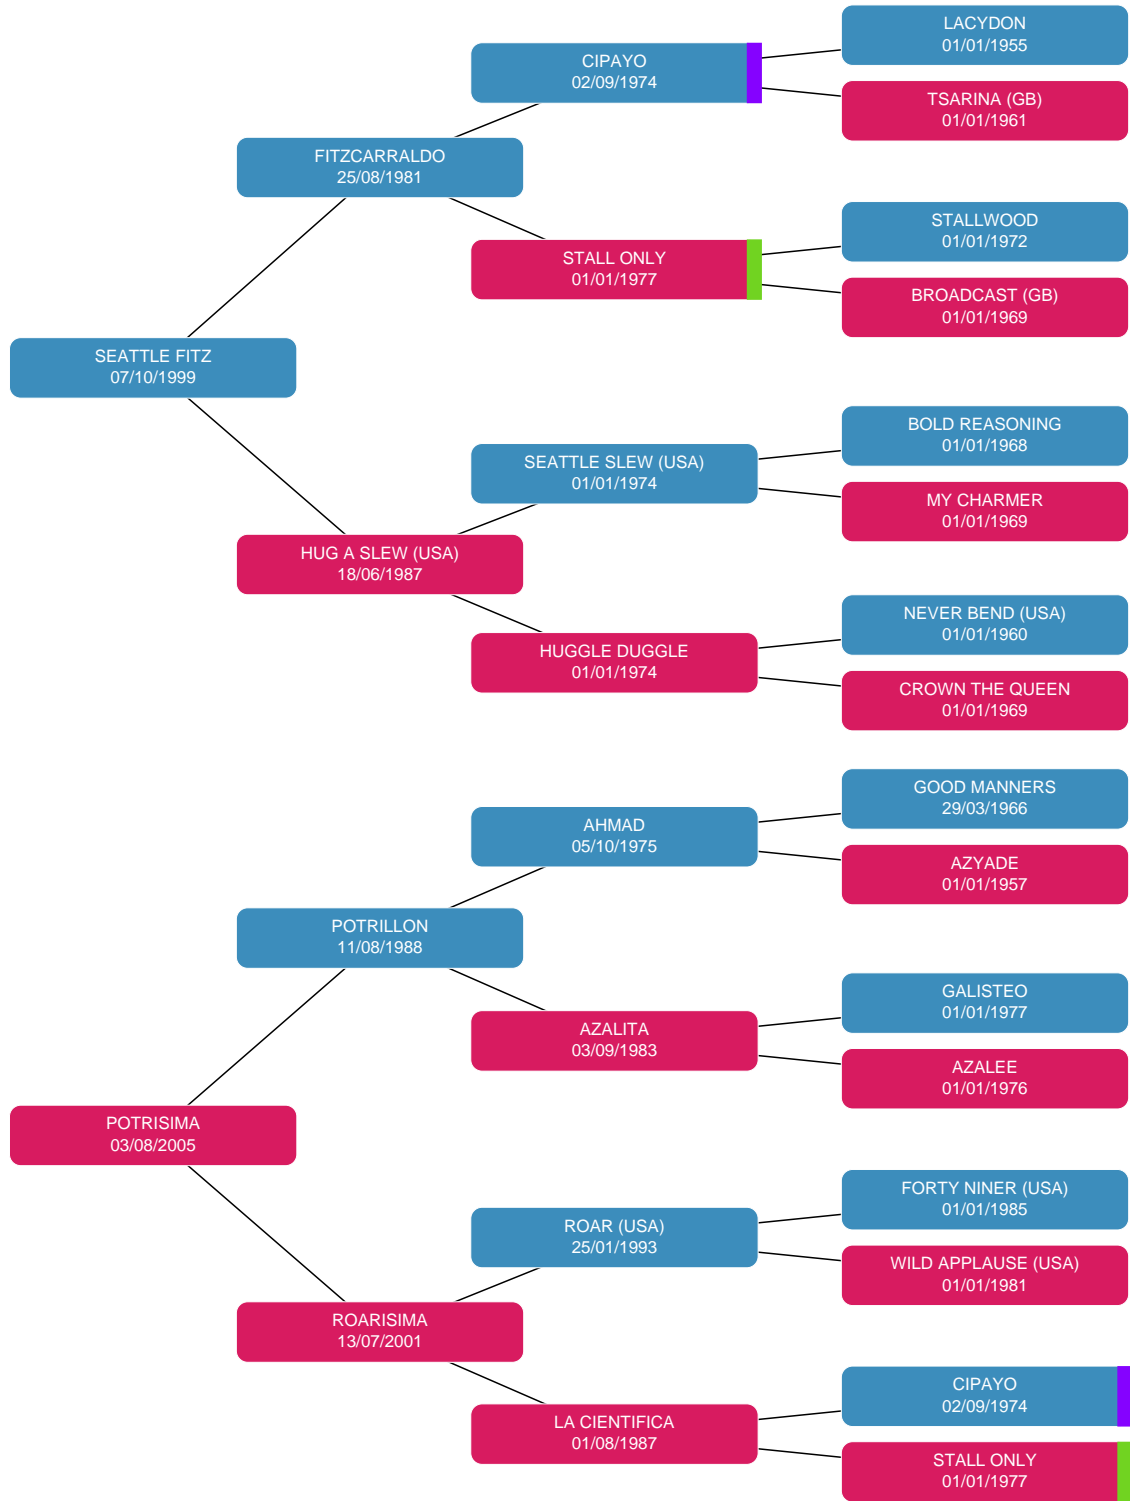 LACYDON
01/01/1955
CIPAYO
02/09/1974
TSARINA (GB)
01/01/1961
FITZCARRALDO
25/08/1981
STALLWOOD
01/01/1972
STALL ONLY
01/01/1977
BROADCAST (GB)
01/01/1969
SEATTLE FITZ
07/10/1999
BOLD REASONING
01/01/1968
SEATTLE SLEW (USA)
01/01/1974
MY CHARMER
01/01/1969
HUG A SLEW (USA)
18/06/1987
NEVER BEND (USA)
01/01/1960
HUGGLE DUGGLE
01/01/1974
CROWN THE QUEEN
01/01/1969
GOOD MANNERS
29/03/1966
AHMAD
05/10/1975
AZYADE
01/01/1957
POTRILLON
11/08/1988
GALISTEO
01/01/1977
AZALITA
03/09/1983
AZALEE
01/01/1976
POTRISIMA
03/08/2005
FORTY NINER (USA)
01/01/1985
ROAR (USA)
25/01/1993
WILD APPLAUSE (USA)
01/01/1981
ROARISIMA
13/07/2001
CIPAYO
02/09/1974
LA CIENTIFICA
01/08/1987
STALL ONLY
01/01/1977